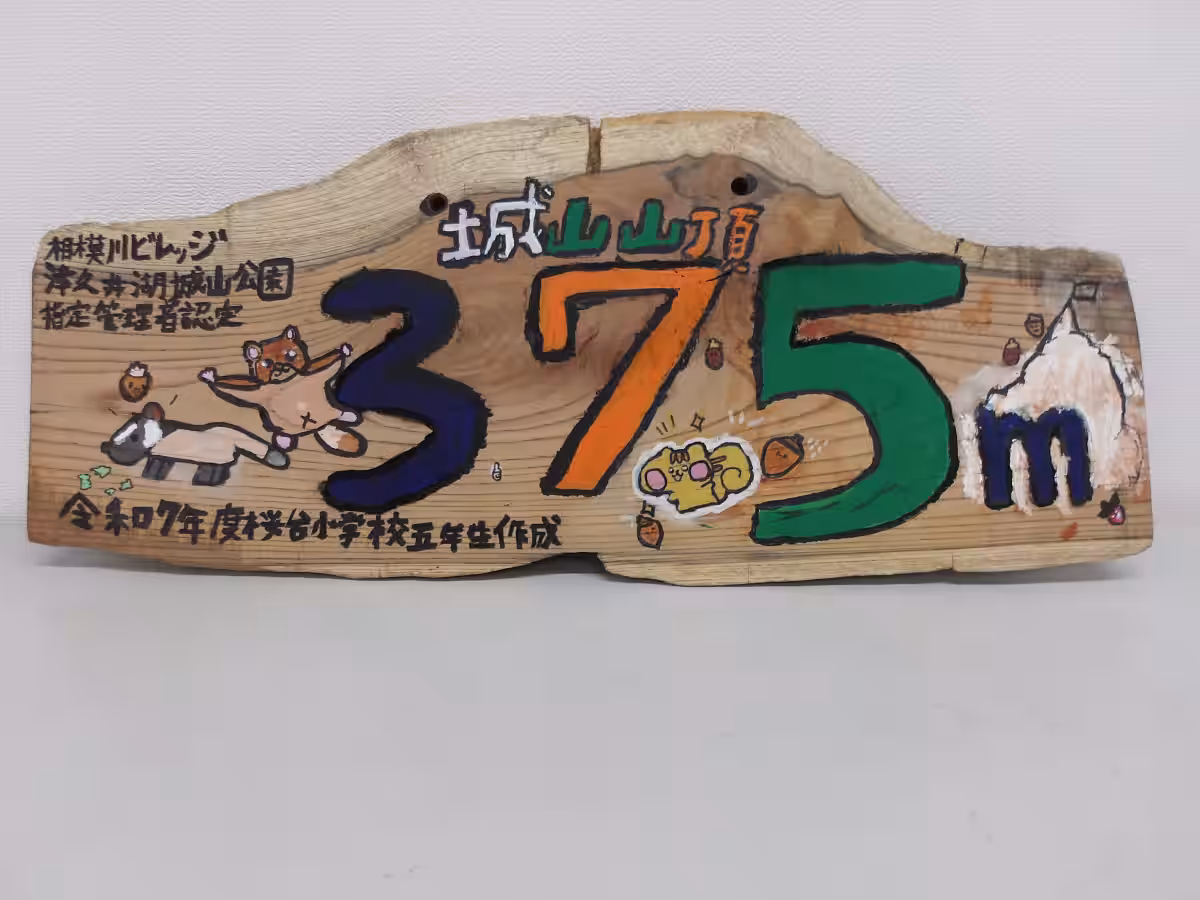 城山山頂
375m
相模川ビレッジ
津久井湖城山公園
指定管理者認定
令和7年度桜台小学校五年生作成